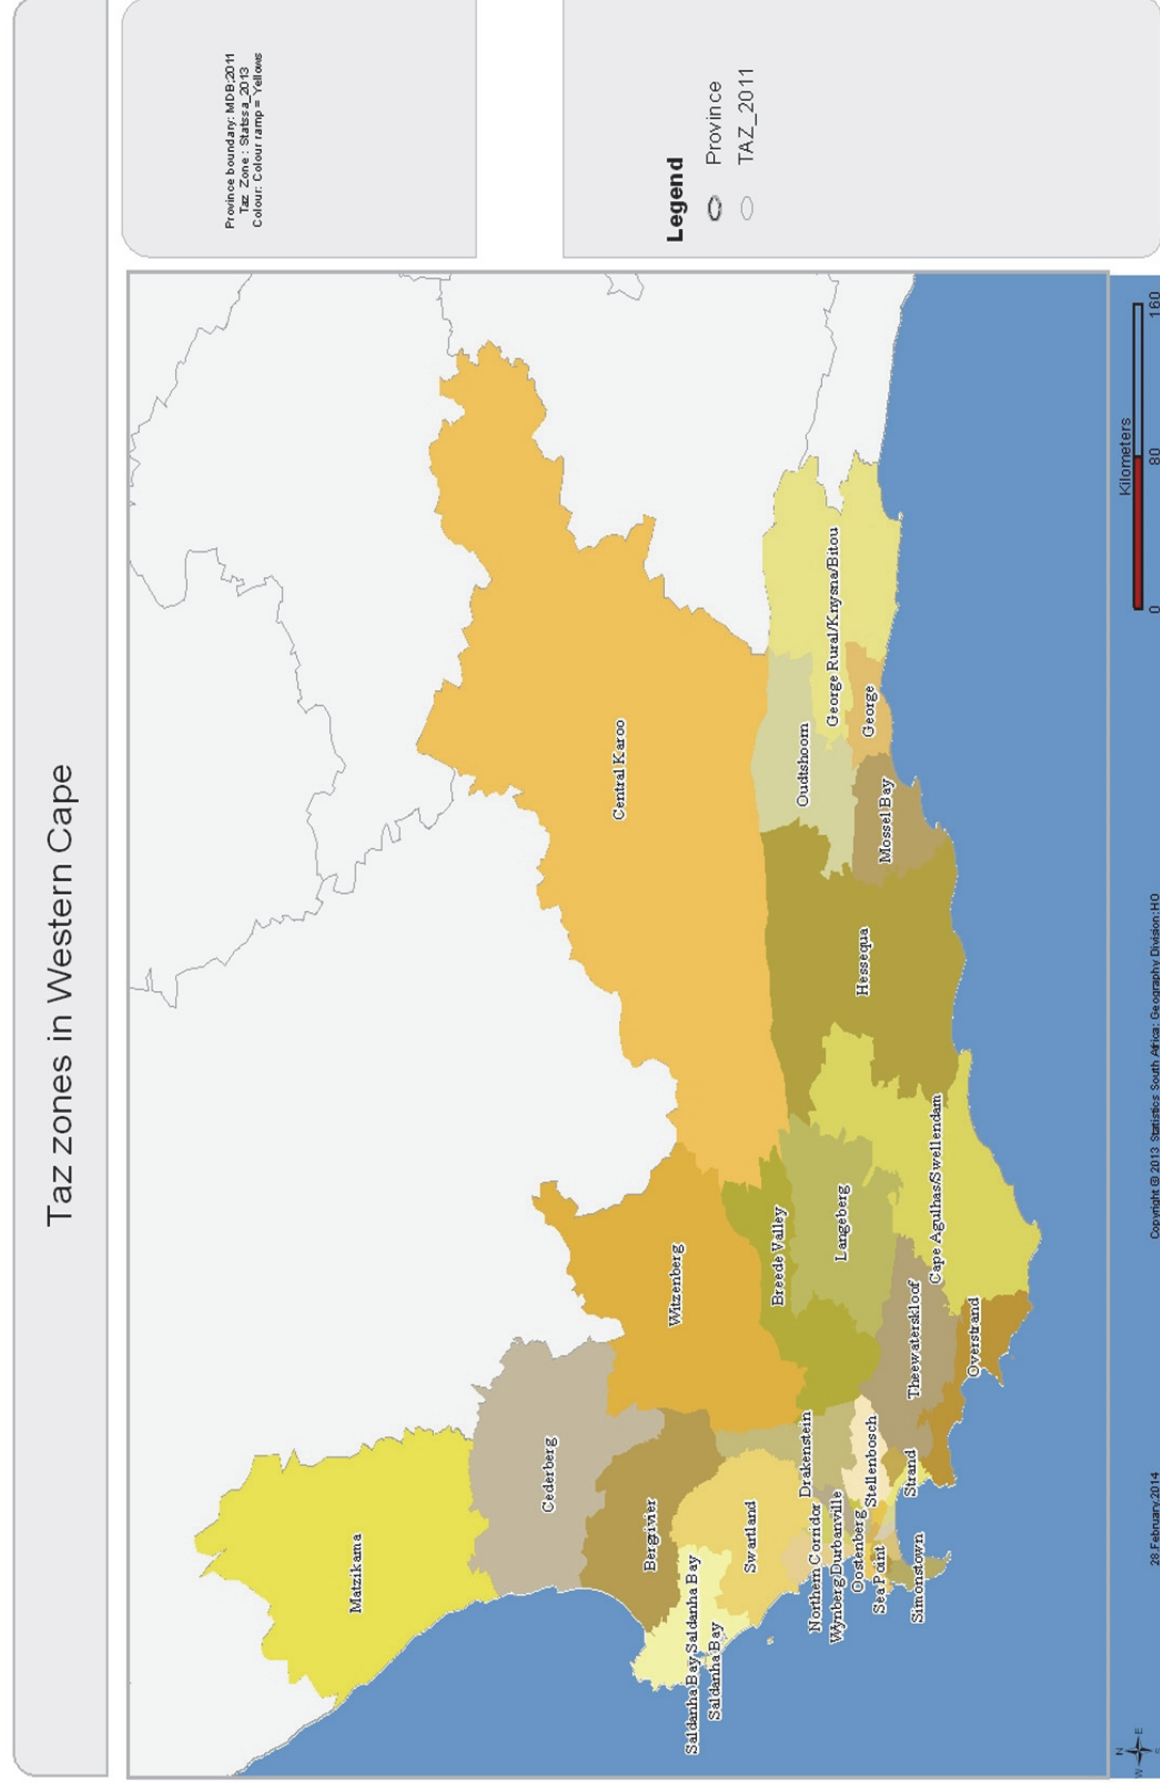 Taz zones in Western Cape
Province boundary: MDB;2011
Taz Zone : Statssa_2013
Colour: Colour ramp = Yellows
Legend
Province
TAZ_2011
Matzikama
Cederberg
Bergrivier
Saldanha Bay
Saldanha Bay
Saldanha Bay
Swartland
Witzenberg
Central Karoo
Breede Valley
Langeberg
Drakenstein
Northern Corridor
Wynberg
Durbanville
Oostenberg
Stellenbosch
Sea Point
Strand
Simonstown
Theewaterskloof
Overstrand
Cape Agulhas/Swellendam
Hessequa
Oudtshoorn
George Rural/Knysna/Bitou
George
Mossel Bay
Kilometers
0 80 160
N
W E
28.February.2014
Copyright © 2013 Statistics South Africa: Geography Division:HO